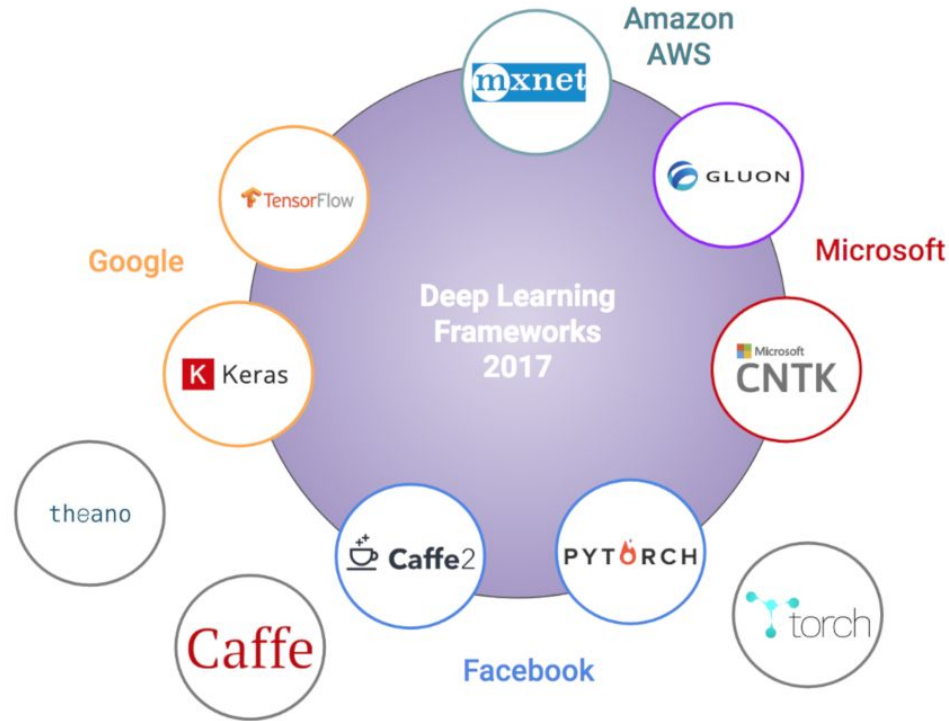 Amazon
AWS
mxnet
GLUON
TensorFlow
Google
Microsoft
Deep Learning
Frameworks
2017
Keras
K
Microsoft
CNTK
theano
Caffe2
PYTORCH
torch
Caffe
Facebook